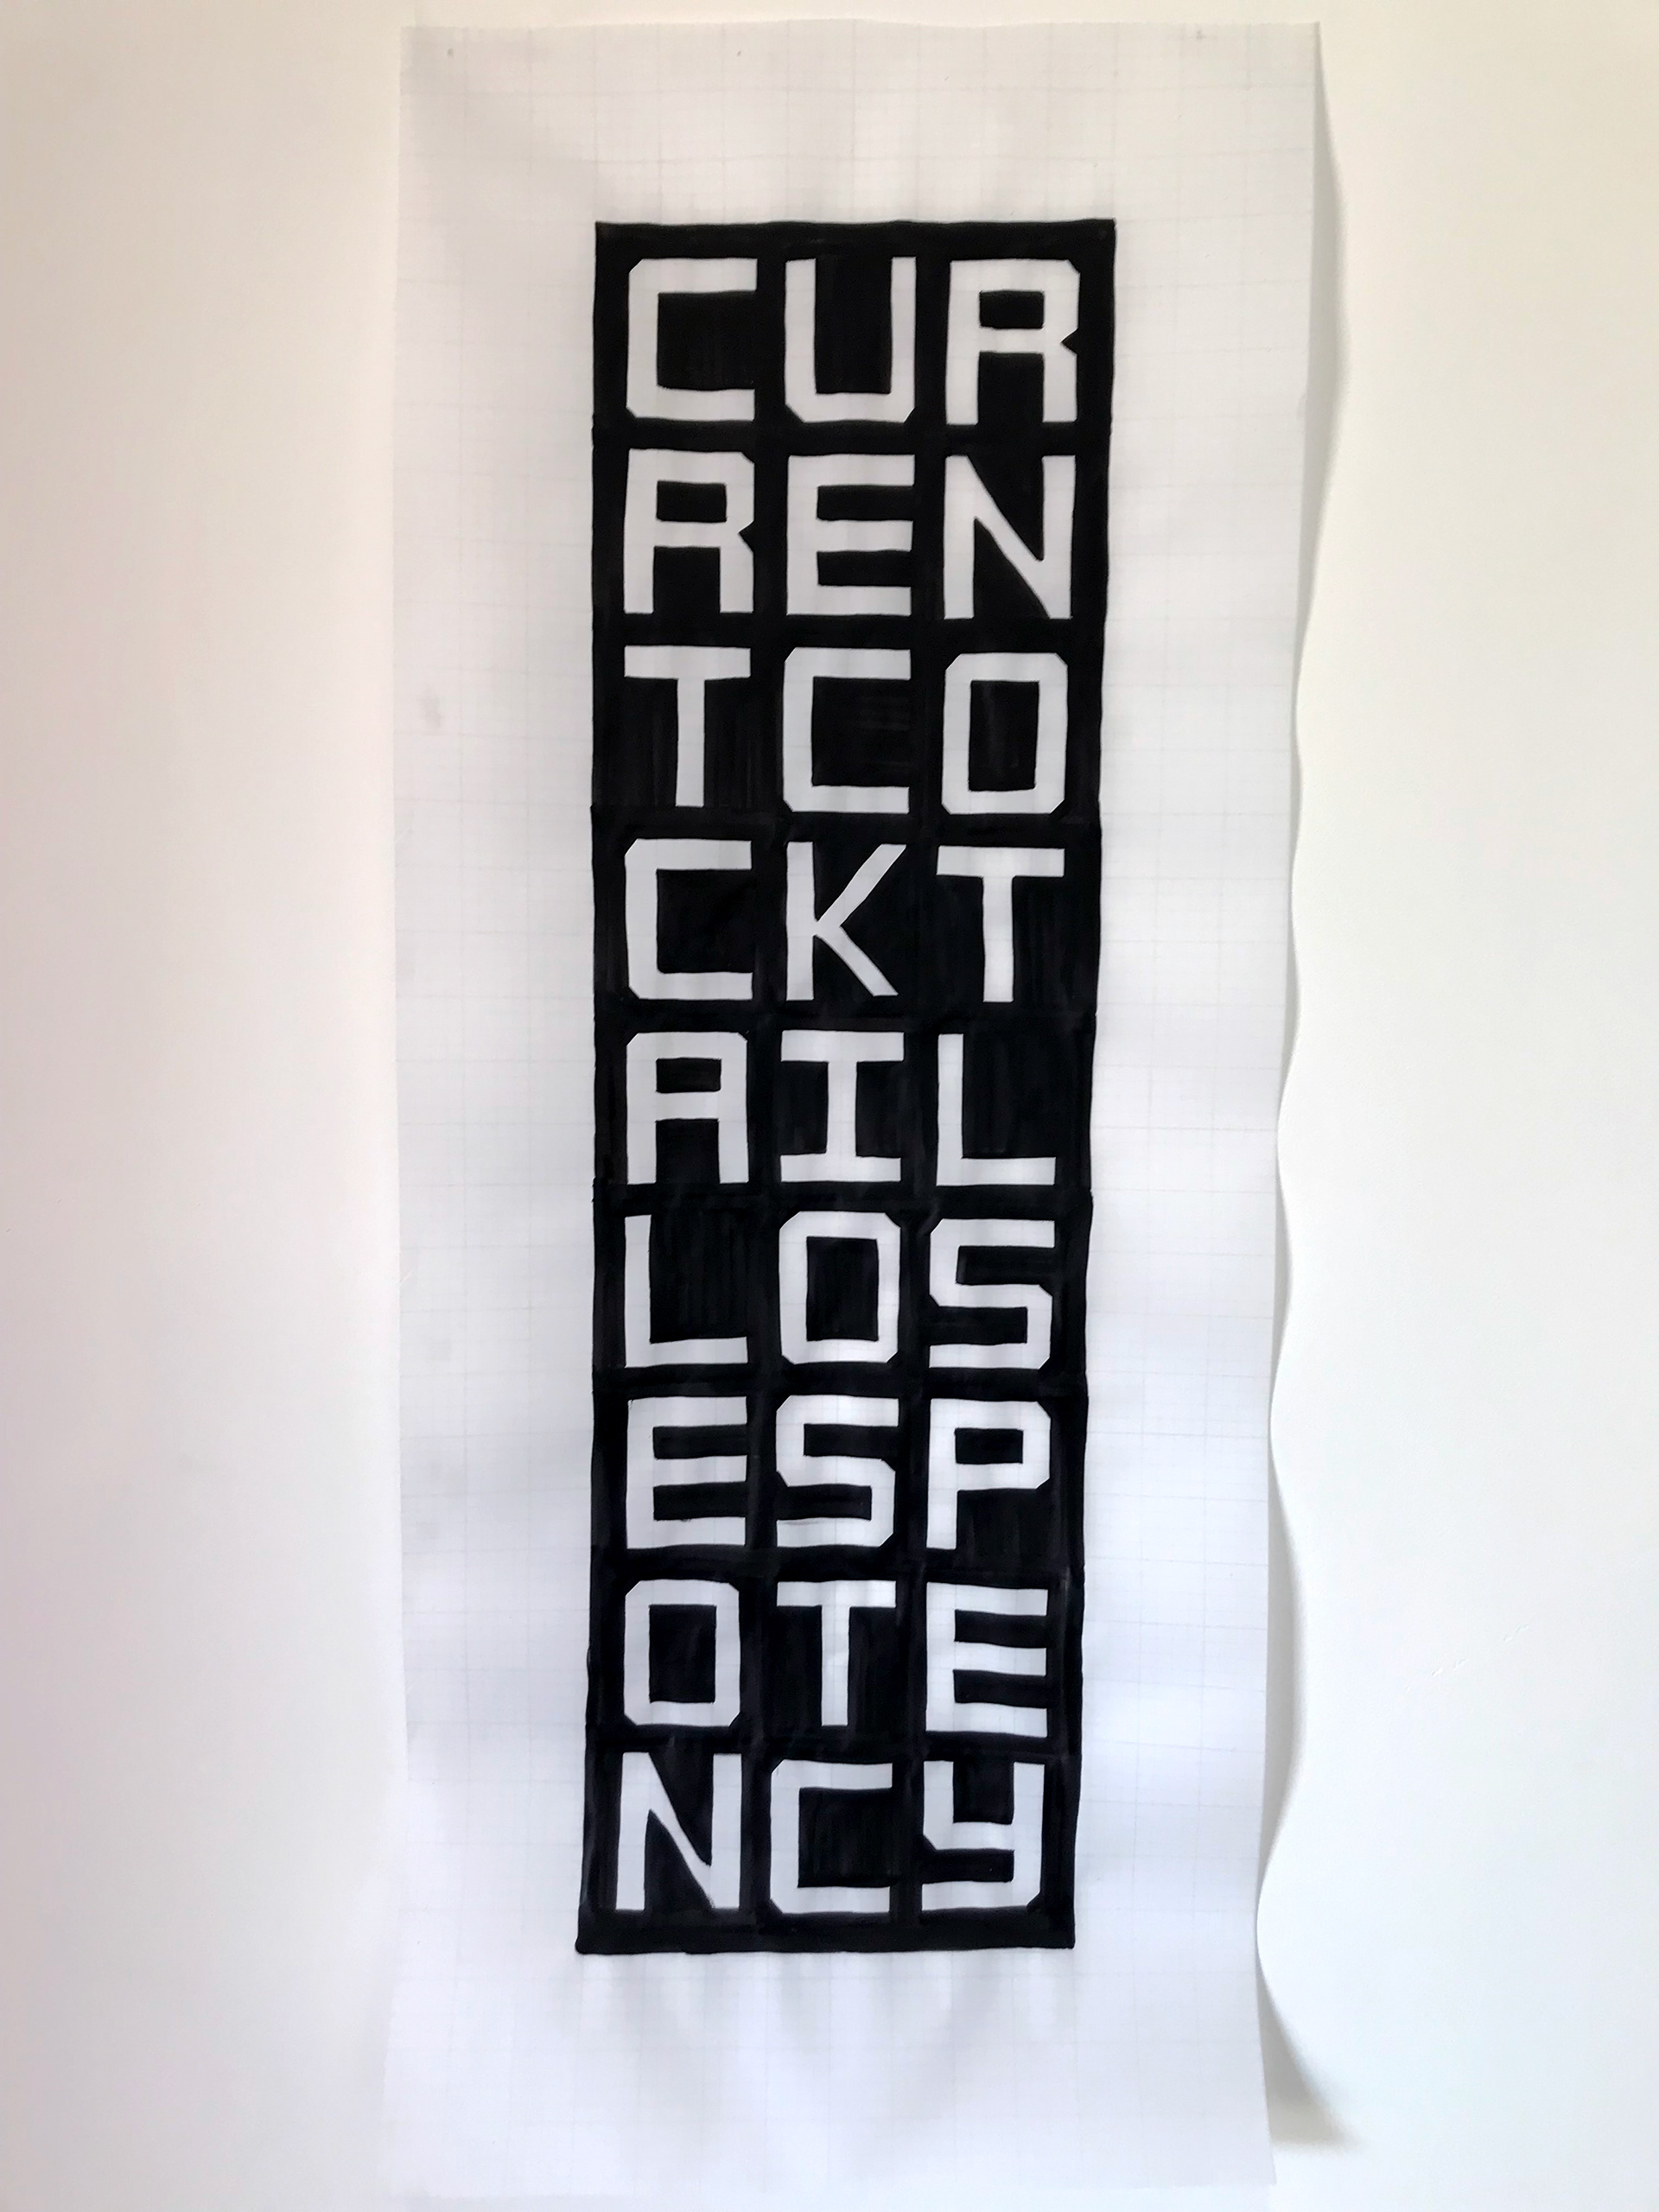 CUR
REN
TCO
CKT
AIL
LOS
ESP
OTE
NCY